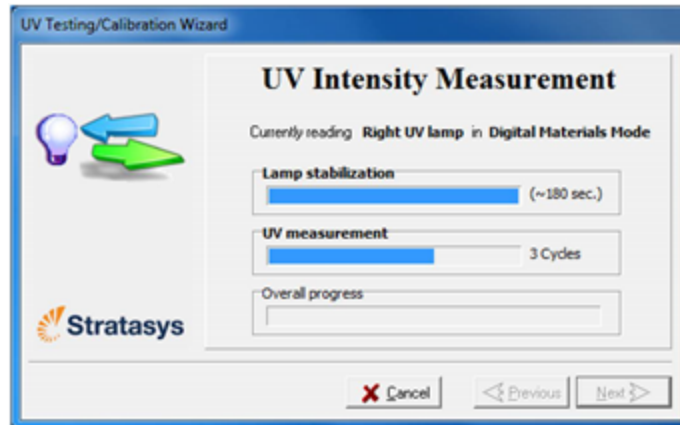 UV Testing/Calibration Wizard
UV Intensity Measurement
Currently reading Right UV lamp in Digital Materials Mode
Lamp stabilization
(~180 sec.)
UV measurement
3 Cycles
Overall progress
Stratasys
Cancel
Previous
Next